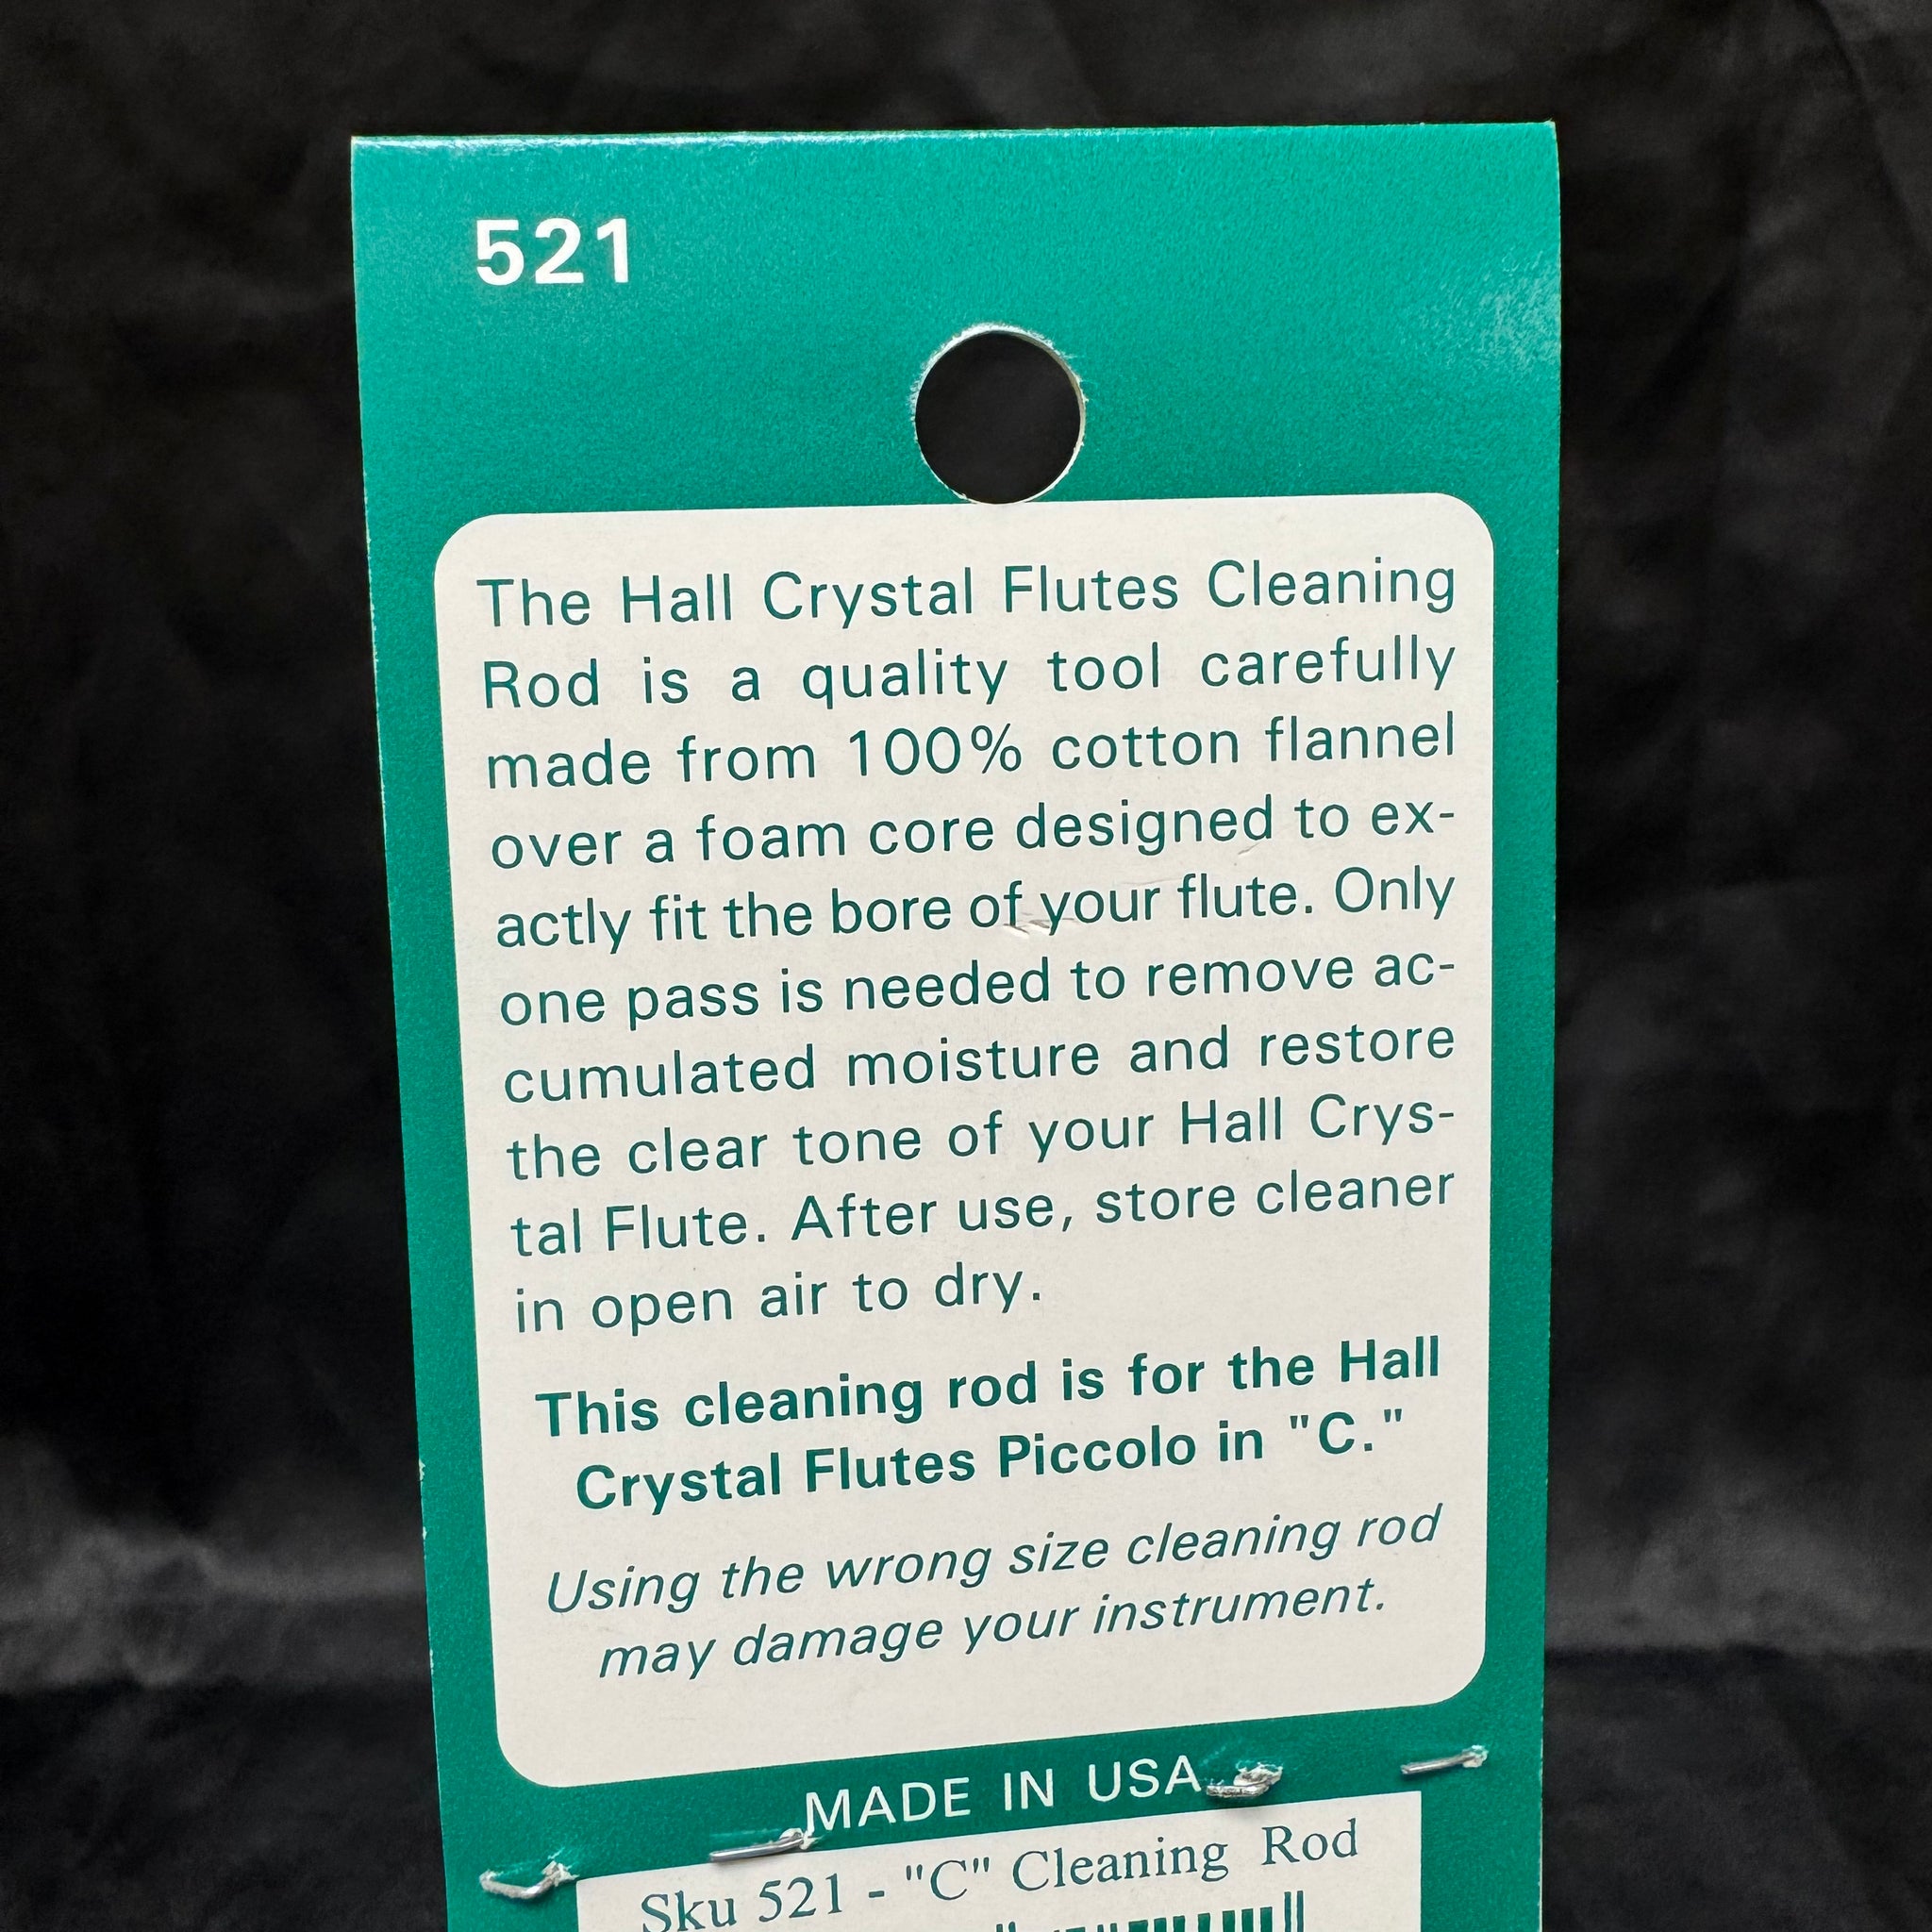 521
The Hall Crystal Flutes Cleaning
Rod is a quality tool carefully
made from 100% cotton flannel
over a foam core designed to ex-
actly fit the bore of your flute. Only
one pass is needed to remove ac-
cumulated moisture and restore
the clear tone of your Hall Crys-
tal Flute. After use, store cleaner
in open air to dry.
This cleaning rod is for the Hall
Crystal Flutes Piccolo in "C."
Using the wrong size cleaning rod
may damage your instrument.
MADE IN USA
Sku 521 - "C" Cleaning Rod